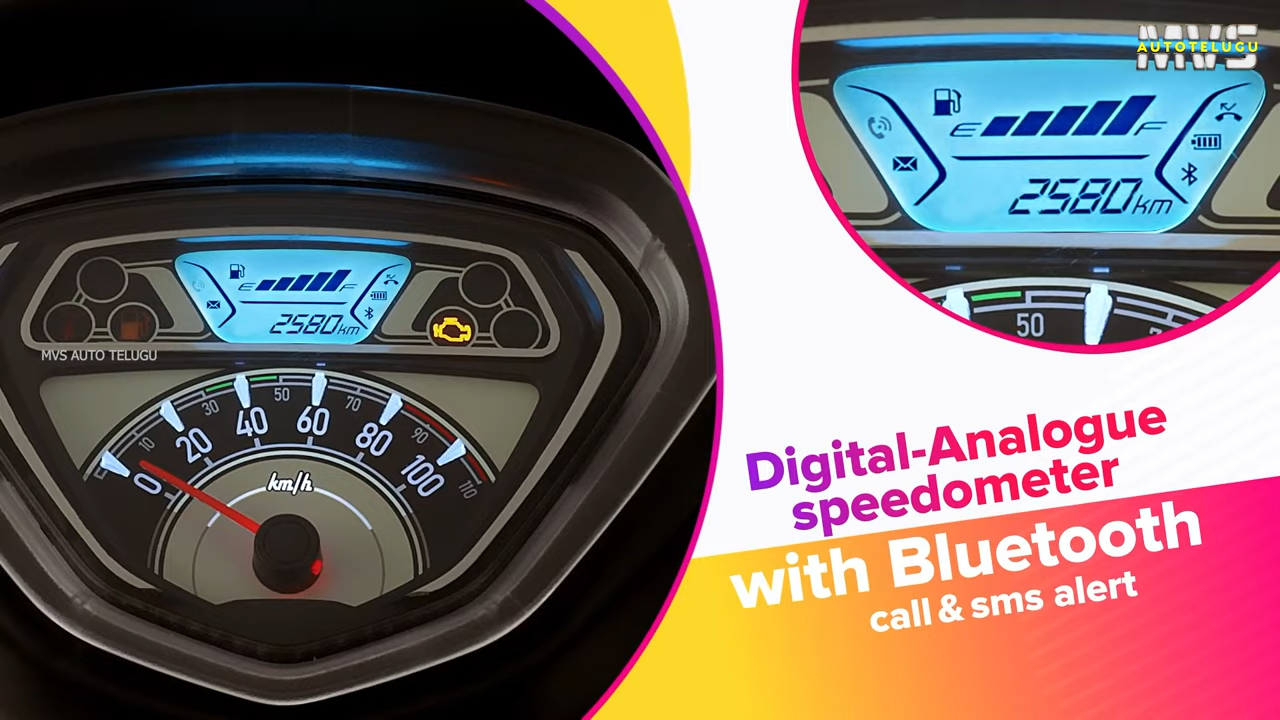 E F
2580km
MVS AUTO TELUGU
0 10 20 30 40 50 60 70 80 90 100 110
km/h
MVS
AUTOTELUGU
E F
2580km
50
Digital-Analogue
speedometer
with Bluetooth
call & sms alert